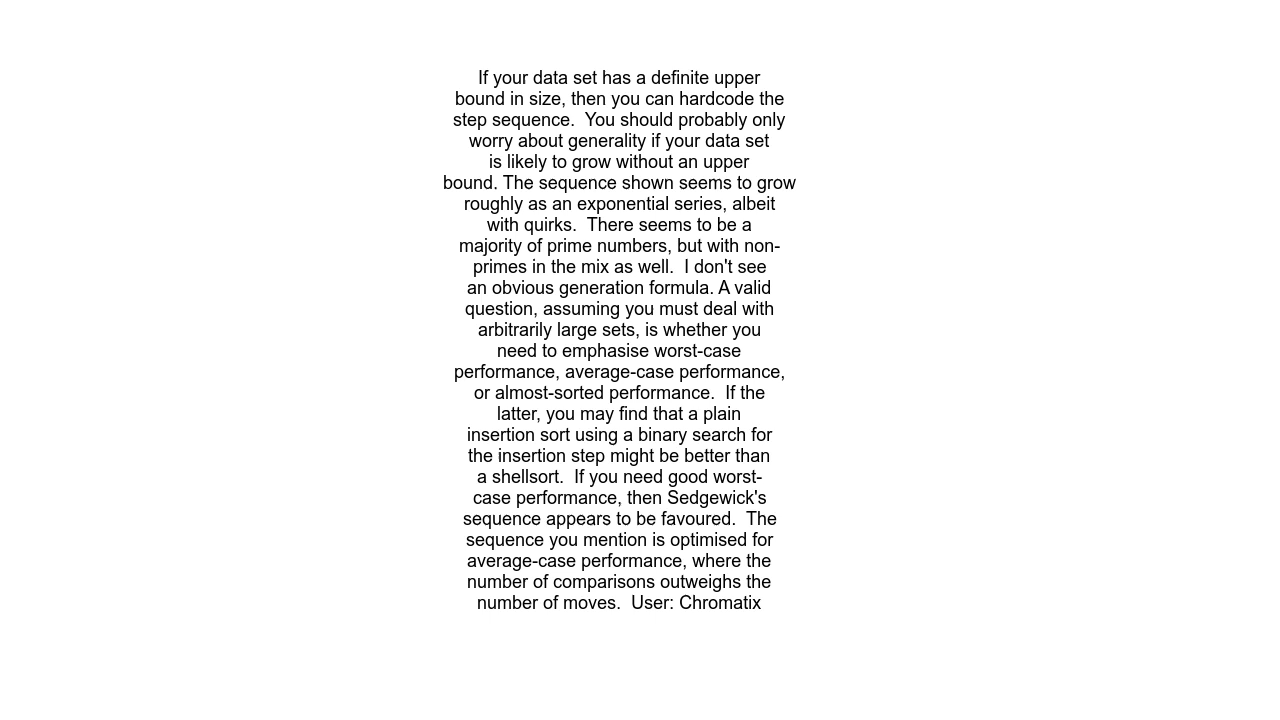 If your data set has a definite upper
bound in size, then you can hardcode the
step sequence.  You should probably only
worry about generality if your data set
is likely to grow without an upper
bound. The sequence shown seems to grow
roughly as an exponential series, albeit
with quirks.  There seems to be a
majority of prime numbers, but with non-
primes in the mix as well.  I don't see
an obvious generation formula. A valid
question, assuming you must deal with
arbitrarily large sets, is whether you
need to emphasise worst-case
performance, average-case performance,
or almost-sorted performance.  If the
latter, you may find that a plain
insertion sort using a binary search for
the insertion step might be better than
a shellsort.  If you need good worst-
case performance, then Sedgewick's
sequence appears to be favoured.  The
sequence you mention is optimised for
average-case performance, where the
number of comparisons outweighs the
number of moves.  User: Chromatix